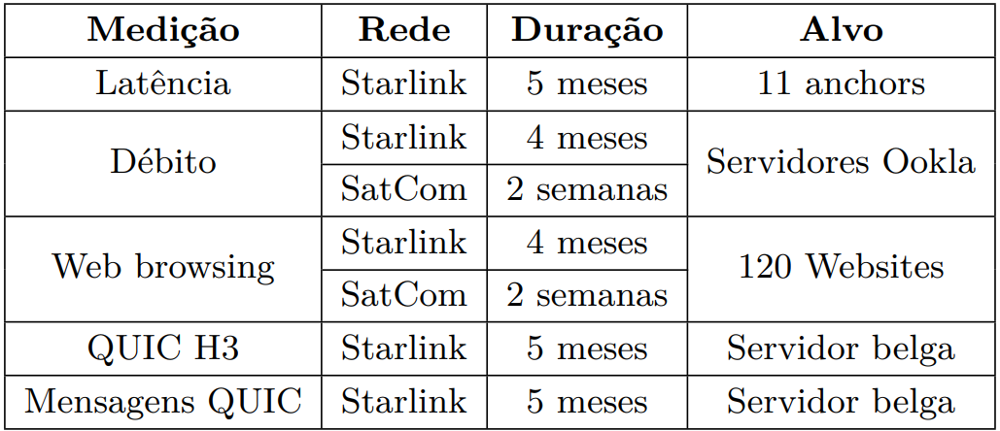 Medição Rede Duração Alvo
Latência Starlink 5 meses 11 anchors
Débito Starlink 4 meses Servidores Ookla
SatCom 2 semanas
Web browsing Starlink 4 meses 120 Websites
SatCom 2 semanas
QUIC H3 Starlink 5 meses Servidor belga
Mensagens QUIC Starlink 5 meses Servidor belga